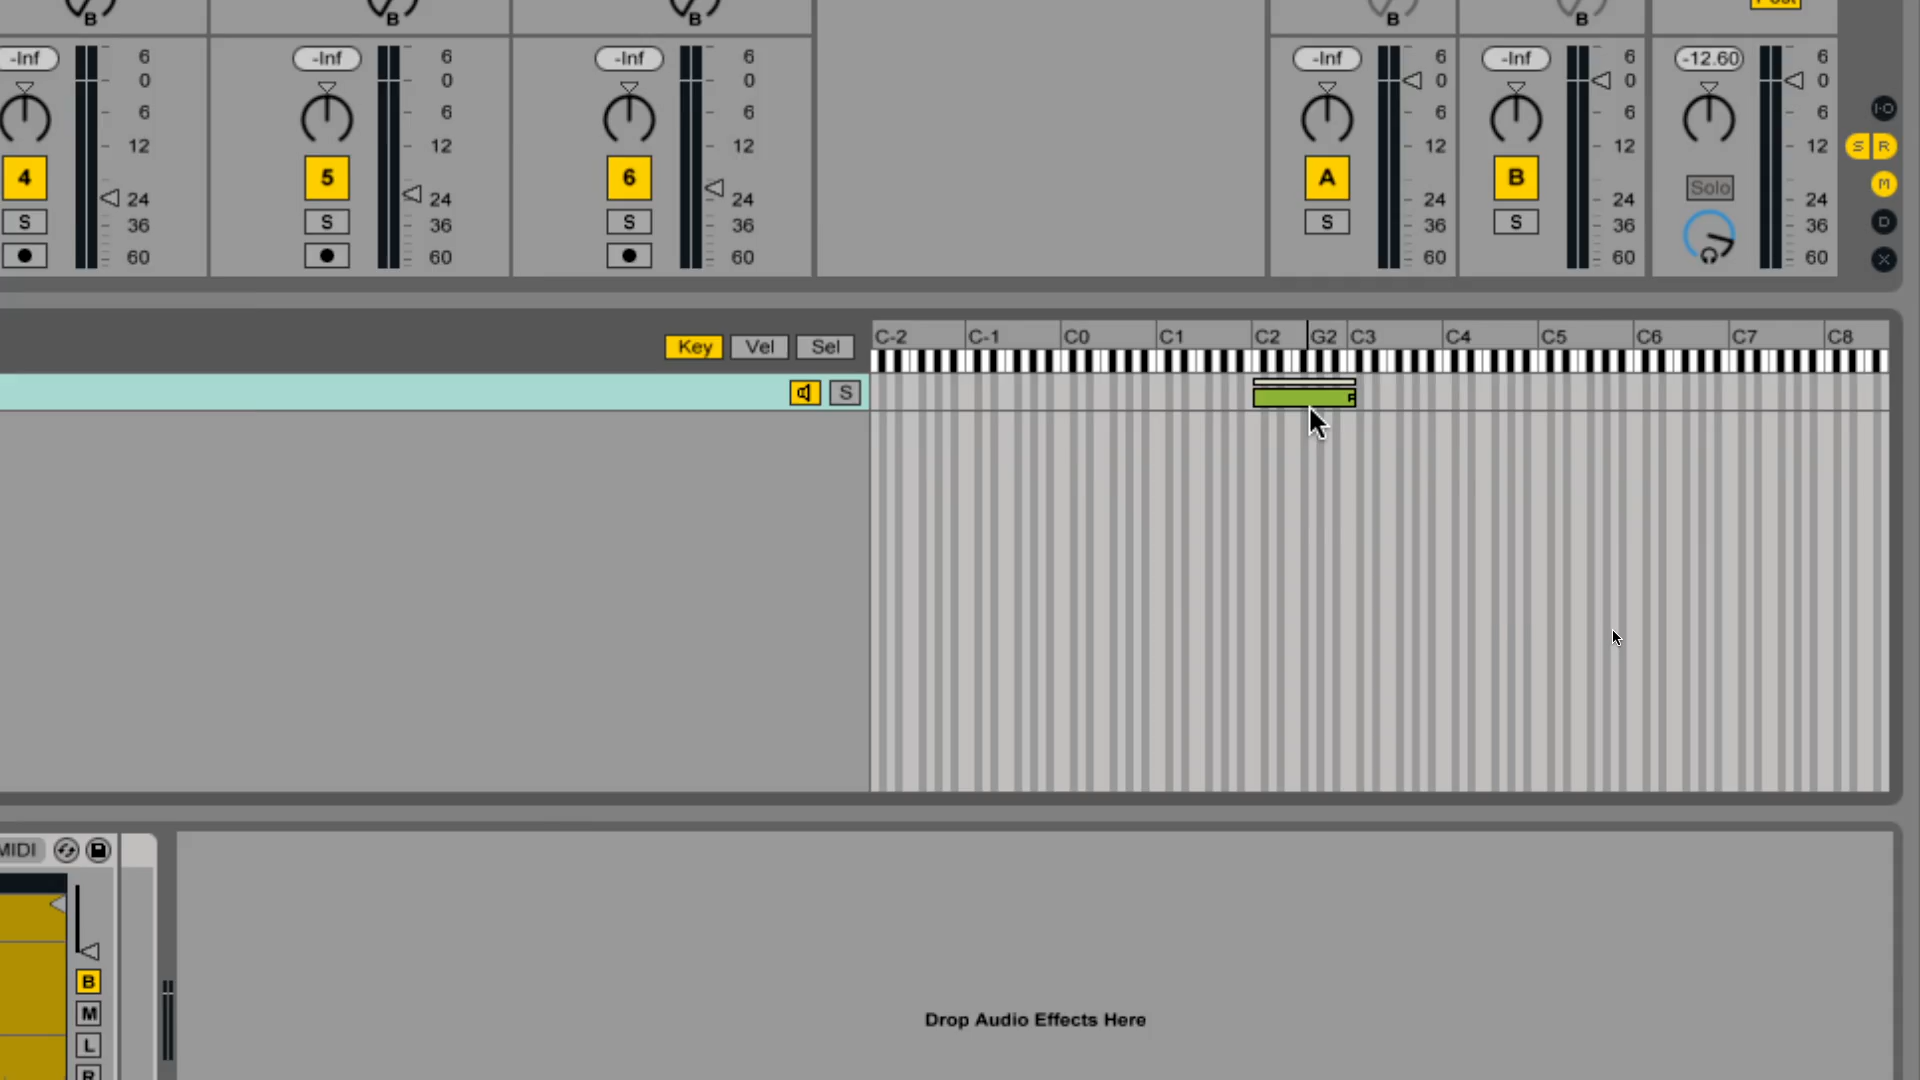 B B B B B Post
-Inf 6 -Inf 6 -Inf 6 -Inf 6 -Inf 6 -12.60 6
0 0 0 0 0 0
6 6 6 6 6 6 I-O
12 12 12 12 12 12 S R
4 5 6 A B Solo M
24 24 24 24 24 24
S S S S S D
36 36 36 36 36 36
60 60 60 60 60 60 X
Key Vel Sel C-2 C-1 C0 C1 C2 G2 C3 C4 C5 C6 C7 C8
S
MIDI
B
M
L
R
Drop Audio Effects Here